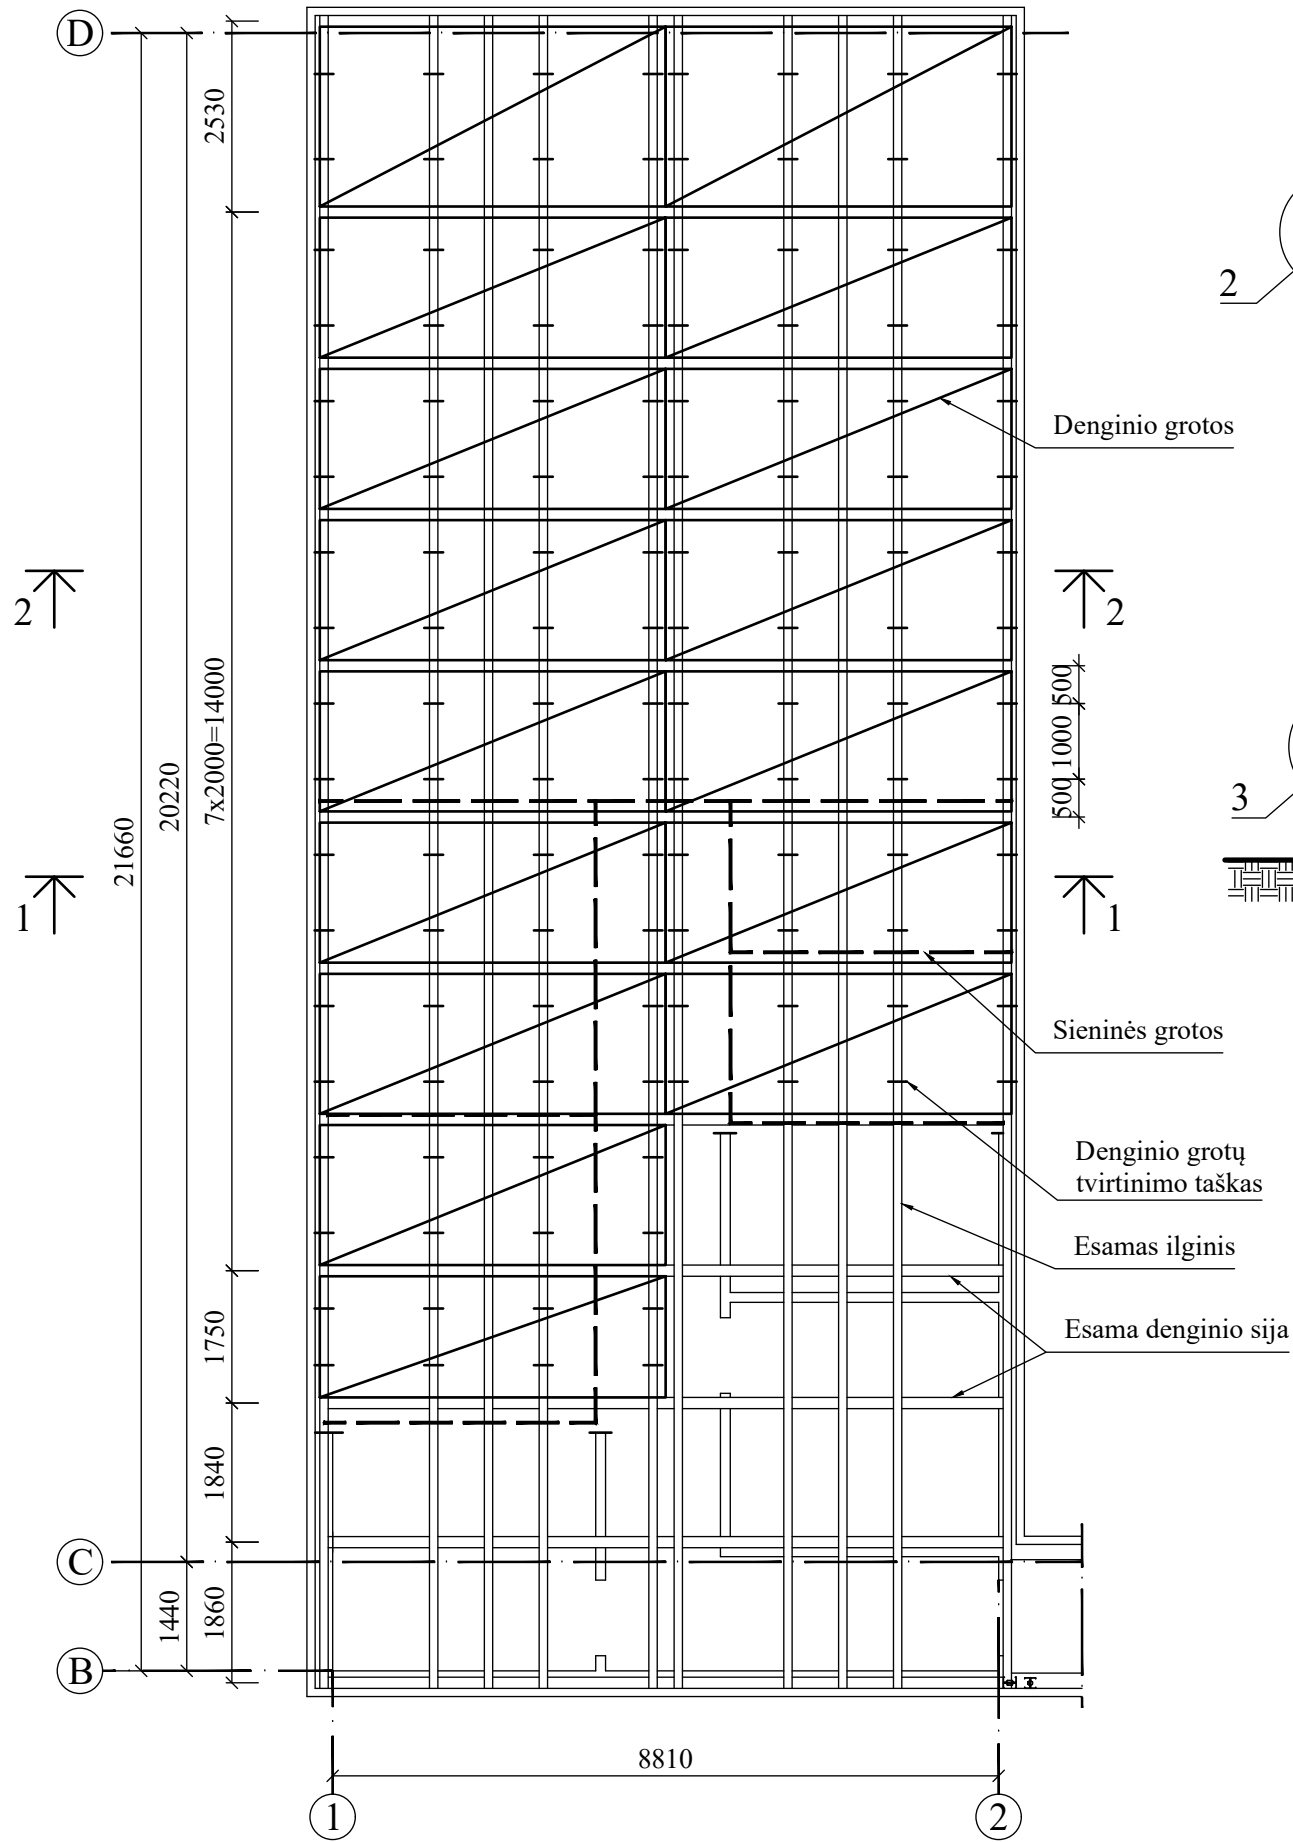 D
2530
2
Denginio grotos
2
2
7x2000=14000
500
1000
500
20220
21660
3
1
1
Sieninės grotos
Denginio grotų
tvirtinimo taškas
Esamas ilginis
1750
Esama denginio sija
1840
C
1440
1860
B
8810
1
2